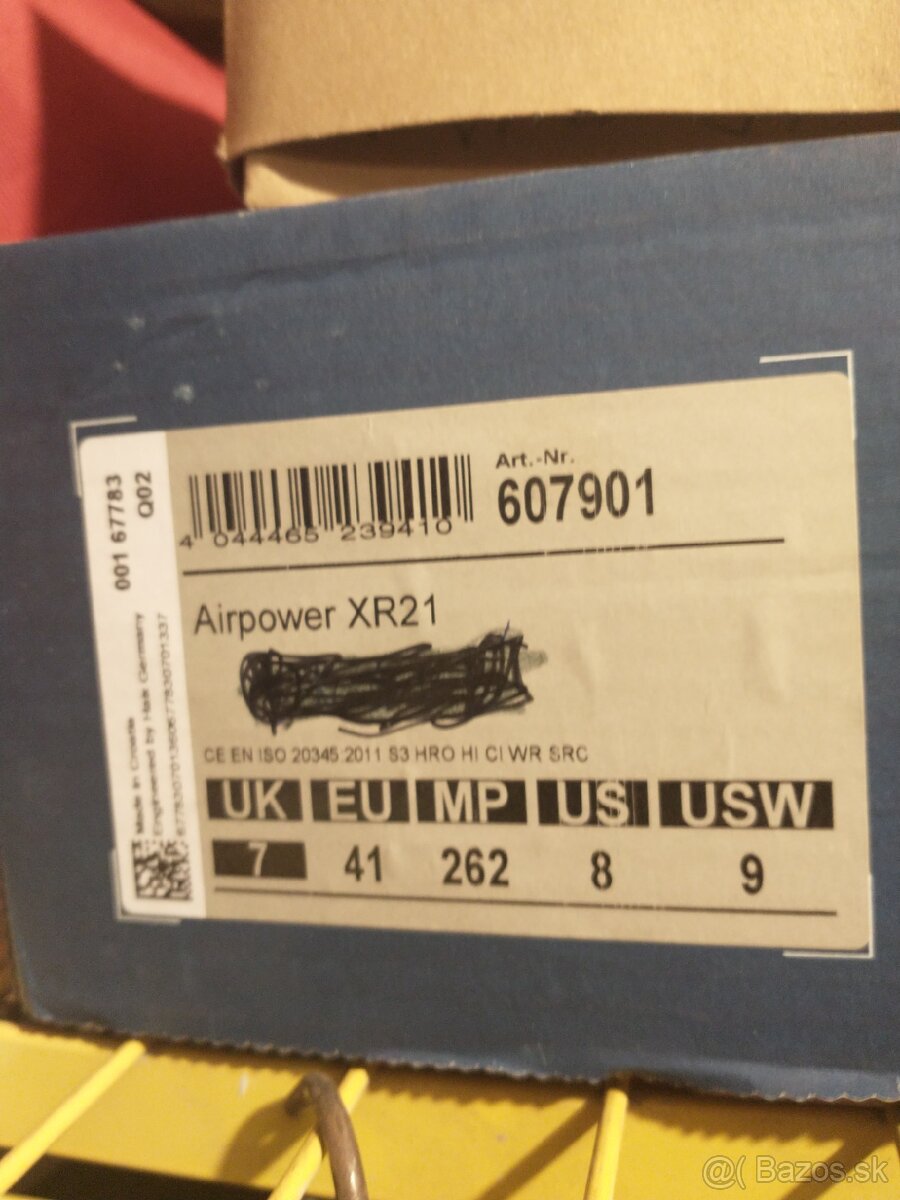 001 67783
Q02
Made in Croatia
Engineered by Haix Germany
4 044465 239410
Art.-Nr.
607901
Airpower XR21
CE EN ISO 20345:2011 S3 HRO HI CI WR SRC
UK EU MP US USW
7 41 262 8 9
@( Bazos.sk